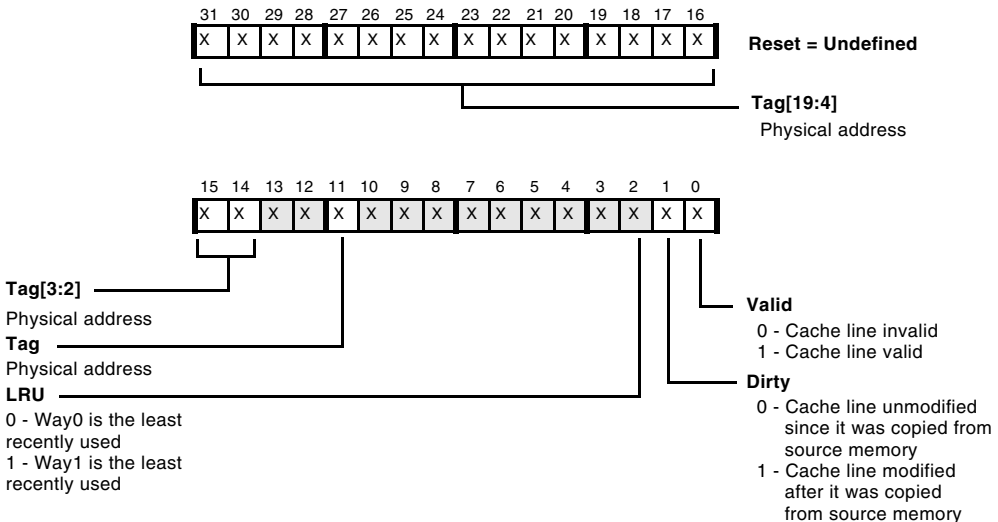 31 30 29 28 27 26 25 24 23 22 21 20 19 18 17 16
X X X X X X X X X X X X X X X X
Reset = Undefined
Tag[19:4]
Physical address
15 14 13 12 11 10 9 8 7 6 5 4 3 2 1 0
X X X X X X X X X X X X X X X X
Tag[3:2]
Physical address
Tag
Physical address
LRU
0 - Way0 is the least
recently used
1 - Way1 is the least
recently used
Valid
0 - Cache line invalid
1 - Cache line valid
Dirty
0 - Cache line unmodified
since it was copied from
source memory
1 - Cache line modified
after it was copied
from source memory